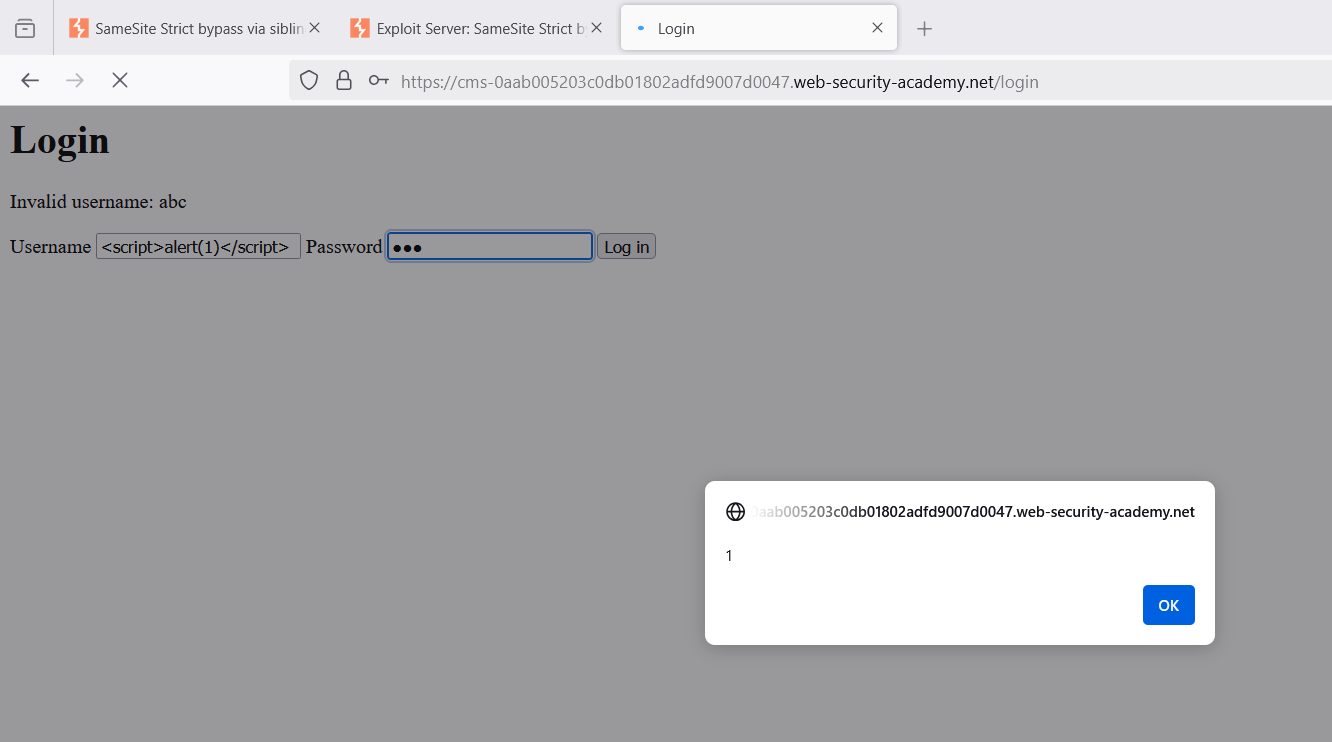 SameSite Strict bypass via siblin
Exploit Server: SameSite Strict b
Login
https://cms-0aab005203c0db01802adfd9007d0047.web-security-academy.net/login
Login
Invalid username: abc
Username <script>alert(1)</script> Password ●●● Log in
0aab005203c0db01802adfd9007d0047.web-security-academy.net
1
OK